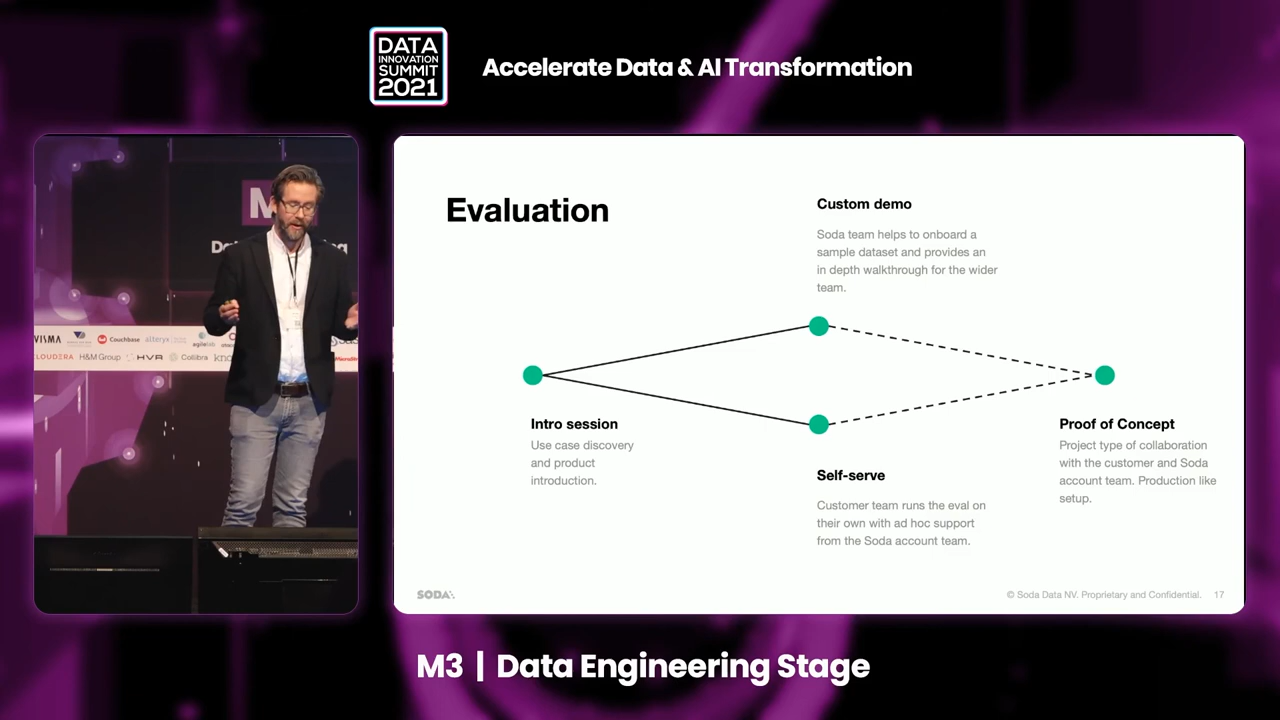 DATA
INNOVATION
SUMMIT
2021
Accelerate Data & AI Transformation
M
VISMA
Couchbase
alteryx
agilelab
CLOUDERA
H&M Group
HVR
Collibra
Evaluation
Custom demo
Soda team helps to onboard a
sample dataset and provides an
in depth walkthrough for the wider
team.
Intro session
Use case discovery
and product
introduction.
Self-serve
Customer team runs the eval on
their own with ad hoc support
from the Soda account team.
Proof of Concept
Project type of collaboration
with the customer and Soda
account team. Production like
setup.
SODA
© Soda Data NV. Proprietary and Confidential. 17
M3 | Data Engineering Stage